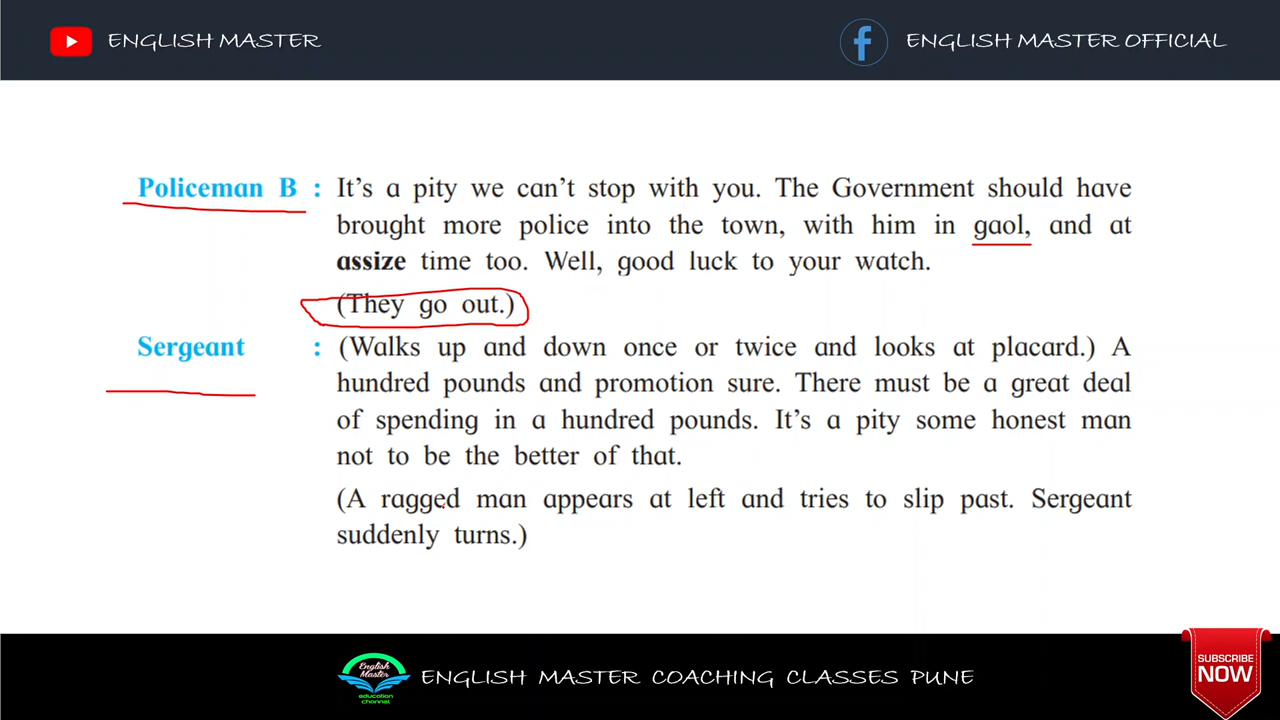 ENGLISH MASTER
ENGLISH MASTER OFFICIAL
Policeman B : It's a pity we can't stop with you. The Government should have
brought more police into the town, with him in gaol, and at
assize time too. Well, good luck to your watch.
(They go out.)
Sergeant : (Walks up and down once or twice and looks at placard.) A
hundred pounds and promotion sure. There must be a great deal
of spending in a hundred pounds. It's a pity some honest man
not to be the better of that.
(A ragged man appears at left and tries to slip past. Sergeant
suddenly turns.)
English
Master
education
channel
ENGLISH MASTER COACHING CLASSES PUNE
SUBSCRIBE
NOW